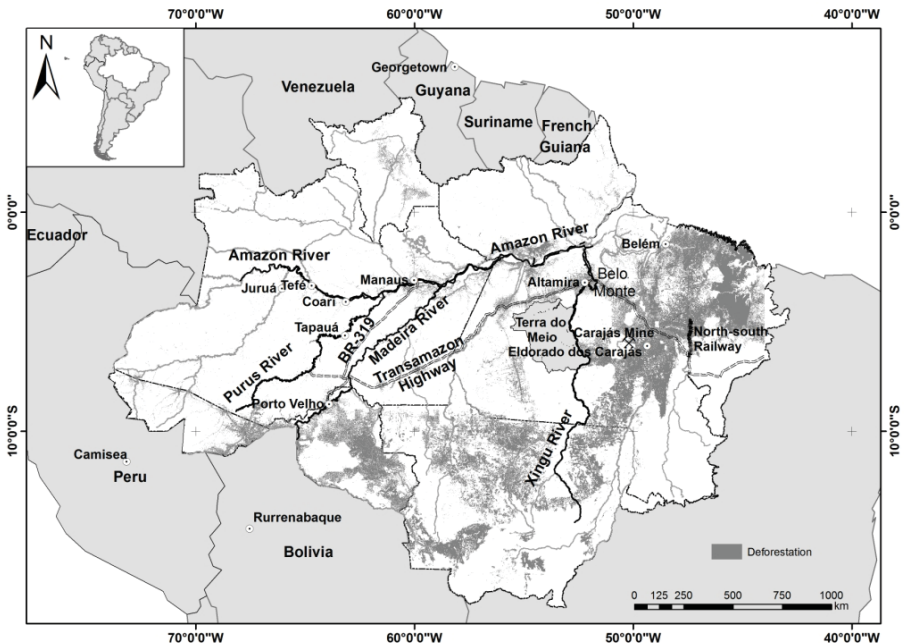 70°0'0"W 60°0'0"W 50°0'0"W 40°0'0"W
N
Georgetown
Venezuela
Guyana
Suriname
French
Guiana
0°0'0"
0°0'0"
Ecuador
Amazon River
Amazon River
Belém
Manaus
Juruá
Tefé
Coari
Altamira
Belo
Monte
Tapauá
BR-319
Madeira River
Terra do
Meio
Carajás Mine
North-south
Railway
Eldorado dos Carajás
Transamazon
Highway
Purus River
Porto Velho
Xingu River
10°0'0"S
10°0'0"S
Camisea
Peru
Rurrenabaque
Bolivia
Deforestation
0 125 250 500 750 1000
km
70°0'0"W 60°0'0"W 50°0'0"W 40°0'0"W